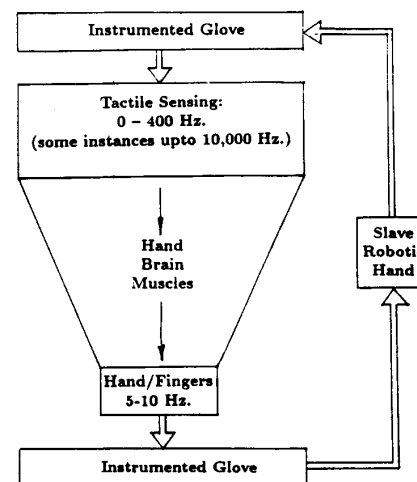 Instrumented Glove
Tactile Sensing:
0 – 400 Hz.
(some instances upto 10,000 Hz.)
Hand
Brain
Muscles
Slave
Roboti
Hand
Hand/Fingers
5-10 Hz.
Instrumented Glove